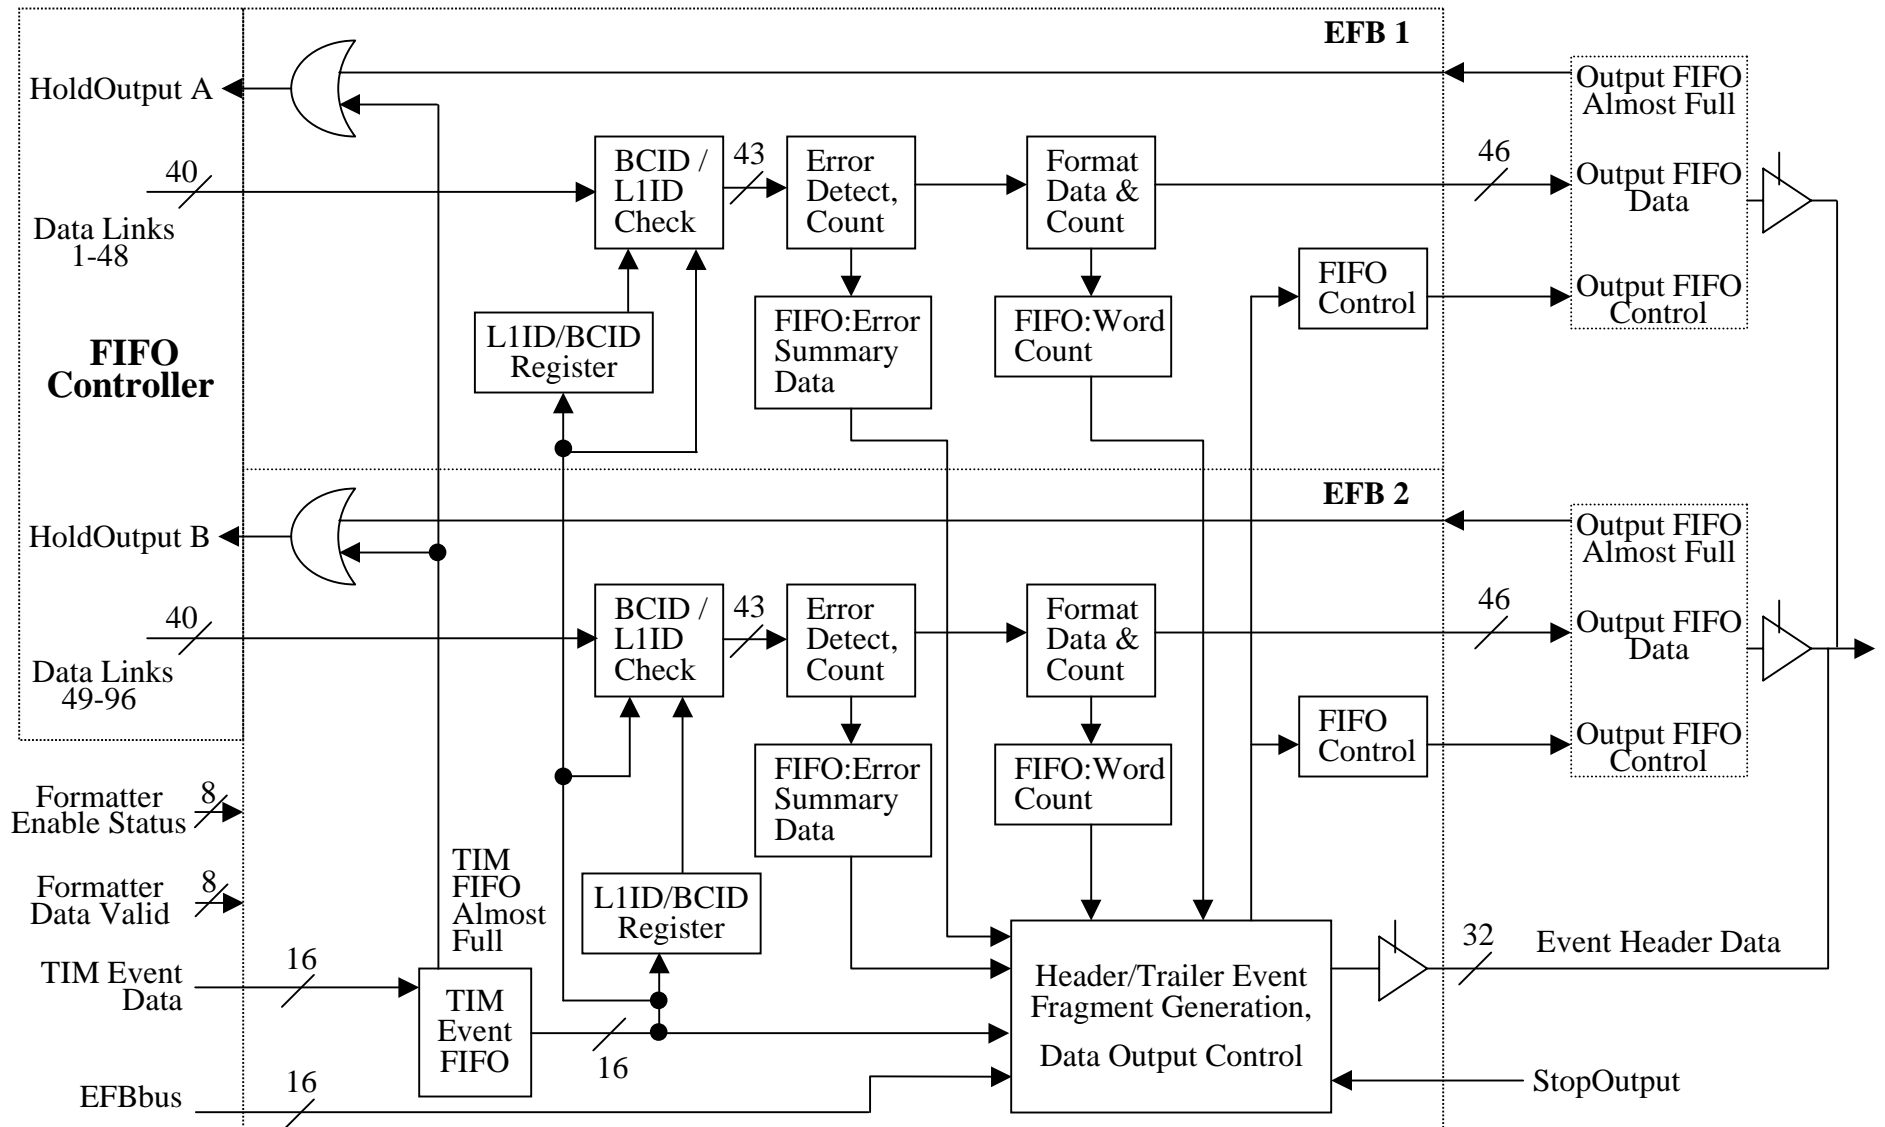 EFB 1
HoldOutput A
Output FIFO
Almost Full
40
BCID /
L1ID
Check
43
Error
Detect,
Count
Format
Data &
Count
46
Output FIFO
Data
Data Links
1-48
FIFO
Control
Output FIFO
Control
L1ID/BCID
Register
FIFO:Error
Summary
Data
FIFO:Word
Count
FIFO
Controller
EFB 2
HoldOutput B
Output FIFO
Almost Full
40
BCID /
L1ID
Check
43
Error
Detect,
Count
Format
Data &
Count
46
Output FIFO
Data
Data Links
49-96
FIFO
Control
Output FIFO
Control
FIFO:Error
Summary
Data
FIFO:Word
Count
Formatter
Enable Status
8
Formatter
Data Valid
8
TIM
FIFO
Almost
Full
L1ID/BCID
Register
TIM Event
Data
16
TIM
Event
FIFO
16
Header/Trailer Event
Fragment Generation,
Data Output Control
32
Event Header Data
EFBbus
16
StopOutput